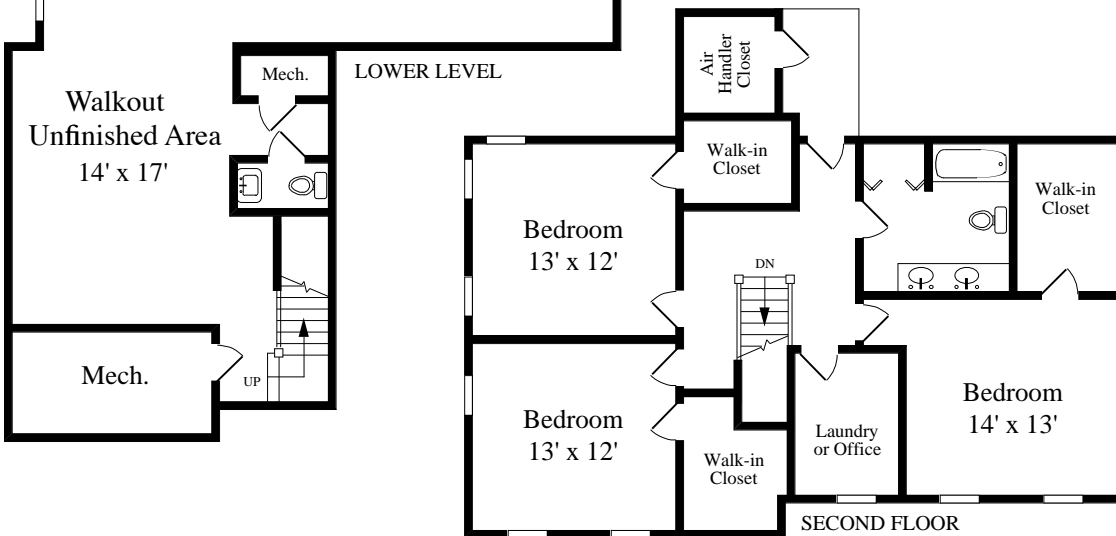 Mech.
LOWER LEVEL
Walkout
Unfinished Area
14' x 17'
Mech.
UP
Air
Handler
Closet
Walk-in
Closet
Walk-in
Closet
Bedroom
13' x 12'
DN
Bedroom
13' x 12'
Bedroom
14' x 13'
Laundry
or Office
Walk-in
Closet
SECOND FLOOR